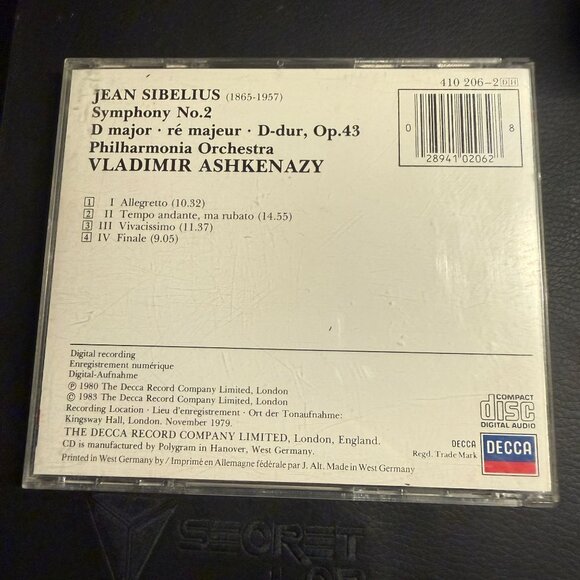 410 206-2 DH
JEAN SIBELIUS (1865-1957)
Symphony No.2
D major · ré majeur · D-dur, Op.43
Philharmonia Orchestra
VLADIMIR ASHKENAZY
0 28941 02062 8
1 I Allegretto (10.32)
2 II Tempo andante, ma rubato (14.55)
3 III Vivacissimo (11.37)
4 IV Finale (9.05)
Digital recording
Enregistrement numérique
Digital-Aufnahme
℗ 1980 The Decca Record Company Limited, London
© 1983 The Decca Record Company Limited, London
Recording Location · Lieu d'enregistrement · Ort der Tonaufnahme:
Kingsway Hall, London. November 1979.
THE DECCA RECORD COMPANY LIMITED, London, England.
CD is manufactured by Polygram in Hanover, West Germany
Printed in West Germany by / Imprimé en Allemagne fédérale par J. Alt. Made in West Germany
COMPACT
disc
DIGITAL AUDIO
DECCA
Regd. Trade Mark
DECCA
SECRET